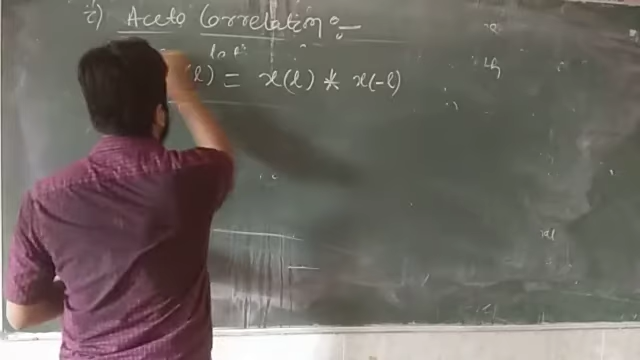 i) Auto Correlation :-
(l) = x(l) * x(-l)